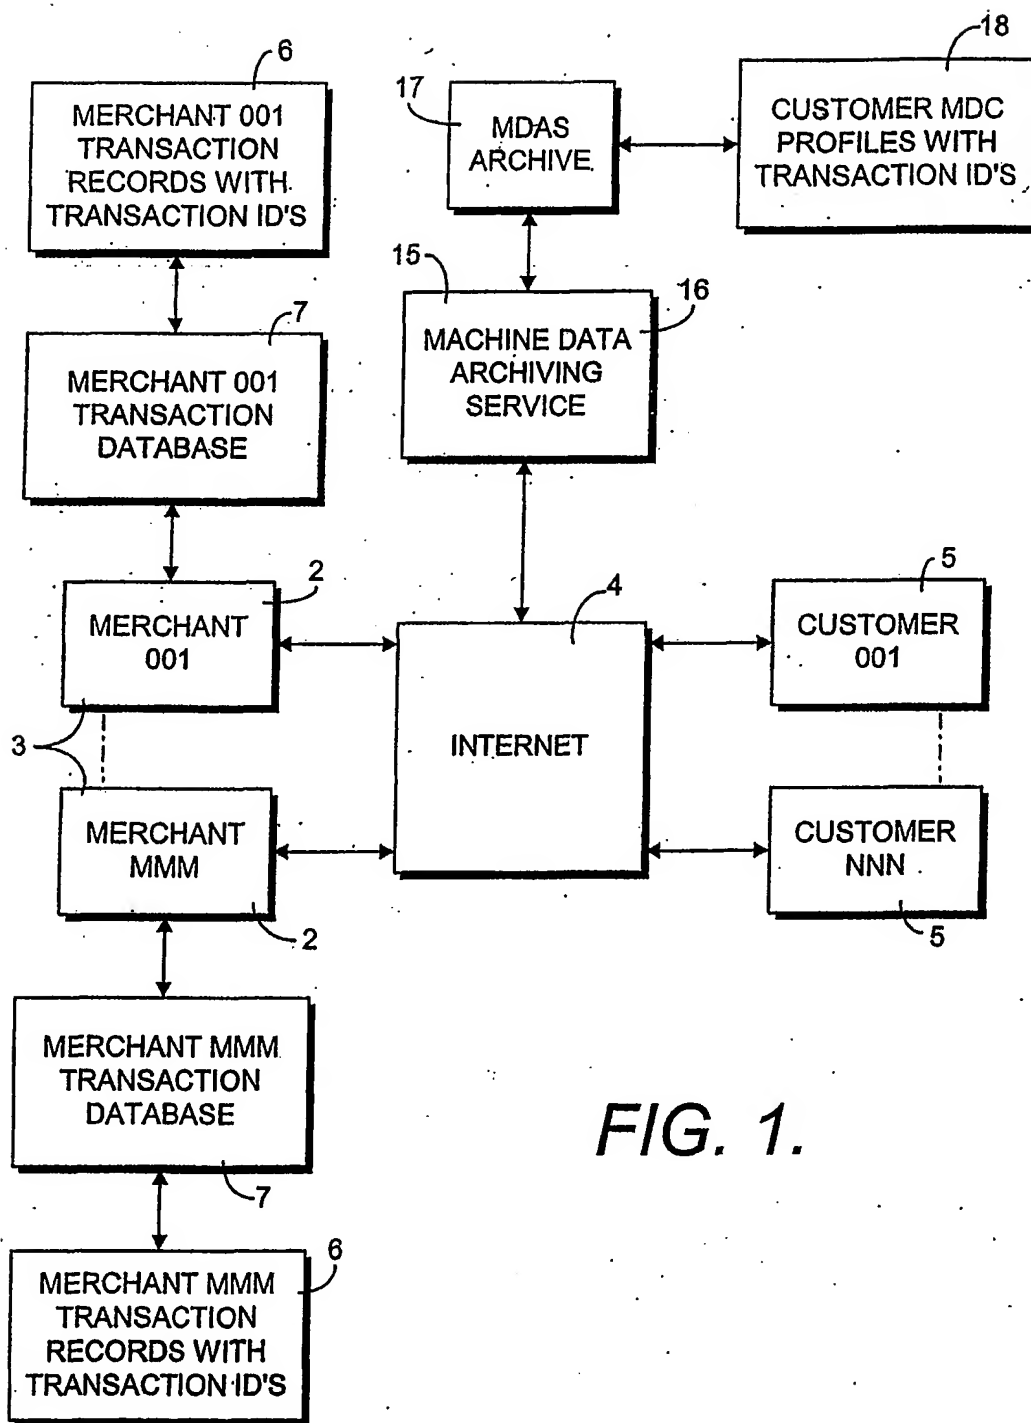 6
MERCHANT 001
TRANSACTION
RECORDS WITH
TRANSACTION ID'S
17
MDAS
ARCHIVE
18
CUSTOMER MDC
PROFILES WITH
TRANSACTION ID'S
7
MERCHANT 001
TRANSACTION
DATABASE
15
16
MACHINE DATA
ARCHIVING
SERVICE
2
MERCHANT
001
4
INTERNET
5
CUSTOMER
001
3
MERCHANT
MMM
2
CUSTOMER
NNN
5
MERCHANT MMM
TRANSACTION
DATABASE
7
6
MERCHANT MMM
TRANSACTION
RECORDS WITH
TRANSACTION ID'S
FIG. 1.